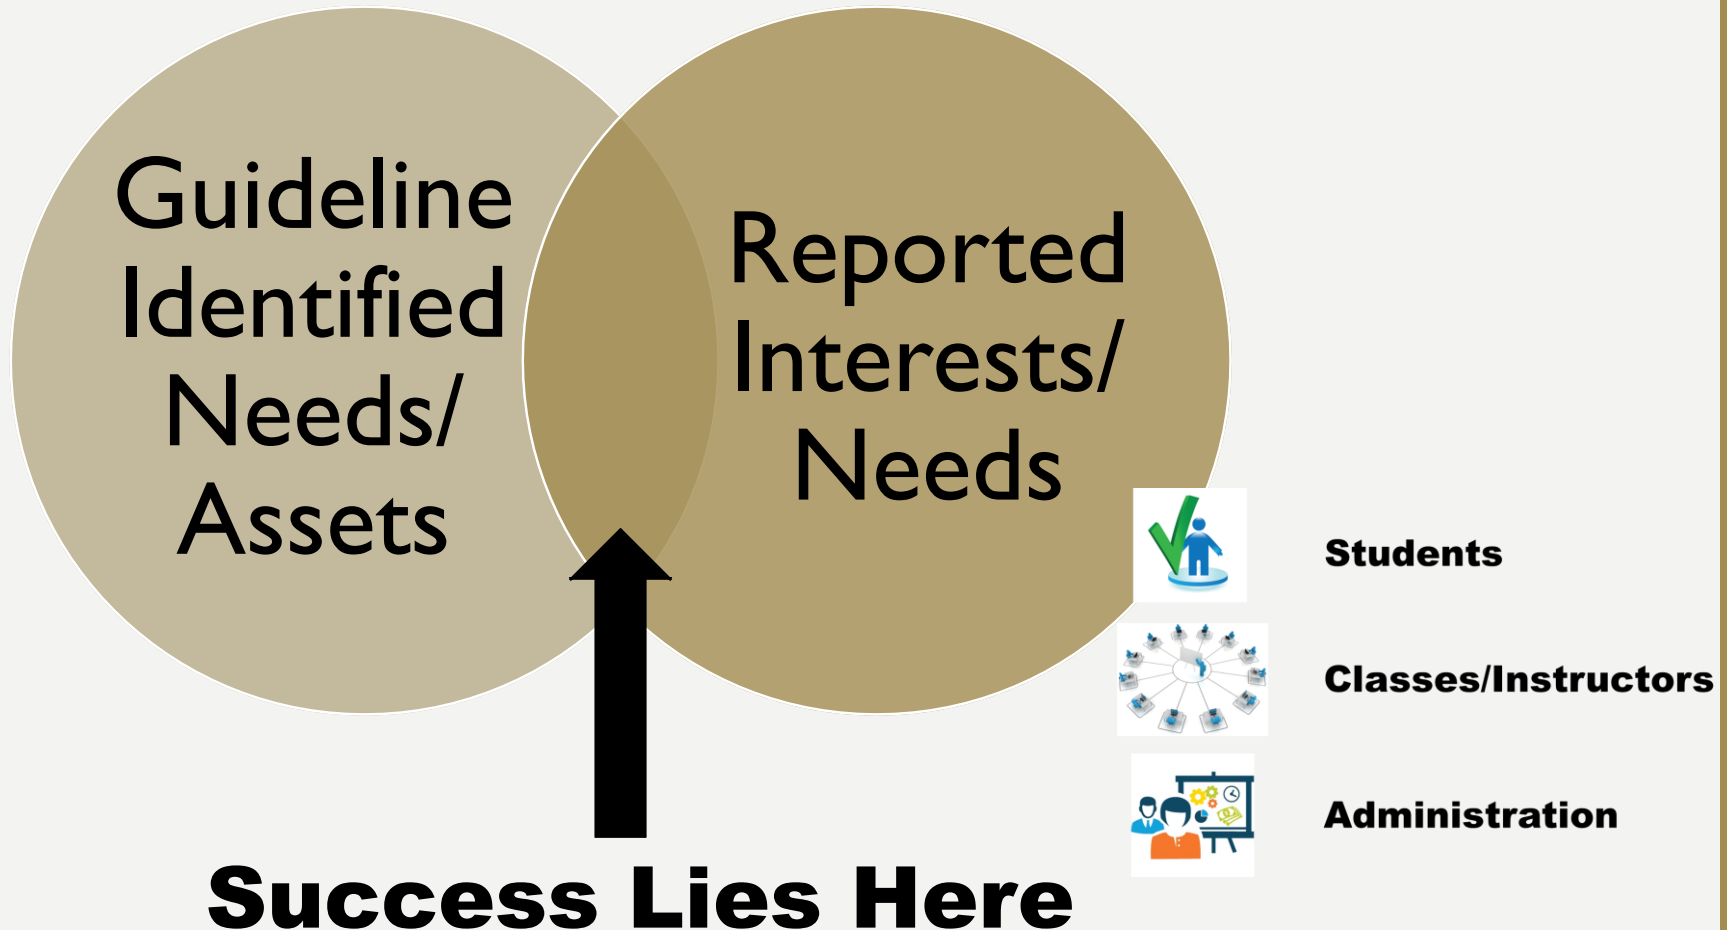 Guideline
Identified
Needs/
Assets
Reported
Interests/
Needs
Students
Classes/Instructors
Administration
Success Lies Here